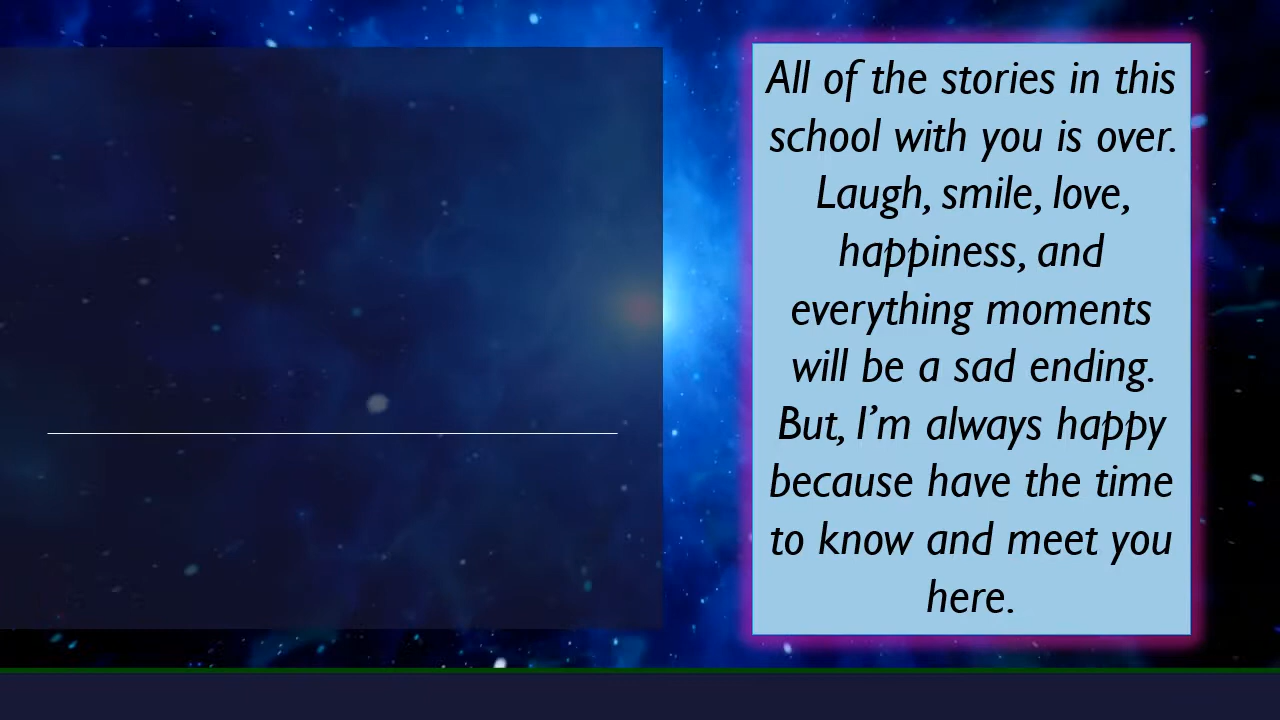 All of the stories in this
school with you is over.
Laugh, smile, love,
happiness, and
everything moments
will be a sad ending.
But, I’m always happy
because have the time
to know and meet you
here.